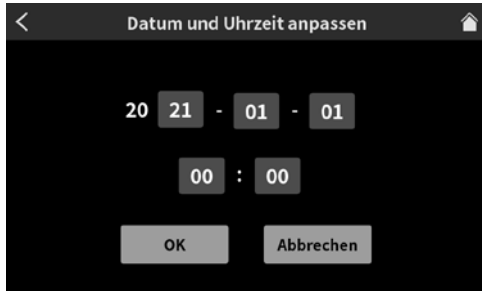 Datum und Uhrzeit anpassen
20 21 - 01 - 01
00 : 00
OK Abbrechen